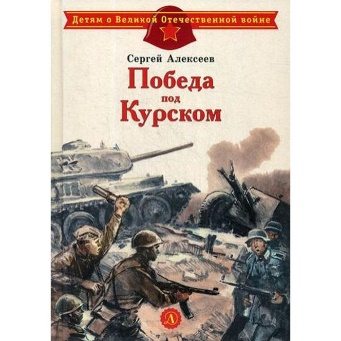 Детям о Великой Отечественной войне
Сергей Алексеев
Победа
под
Курском